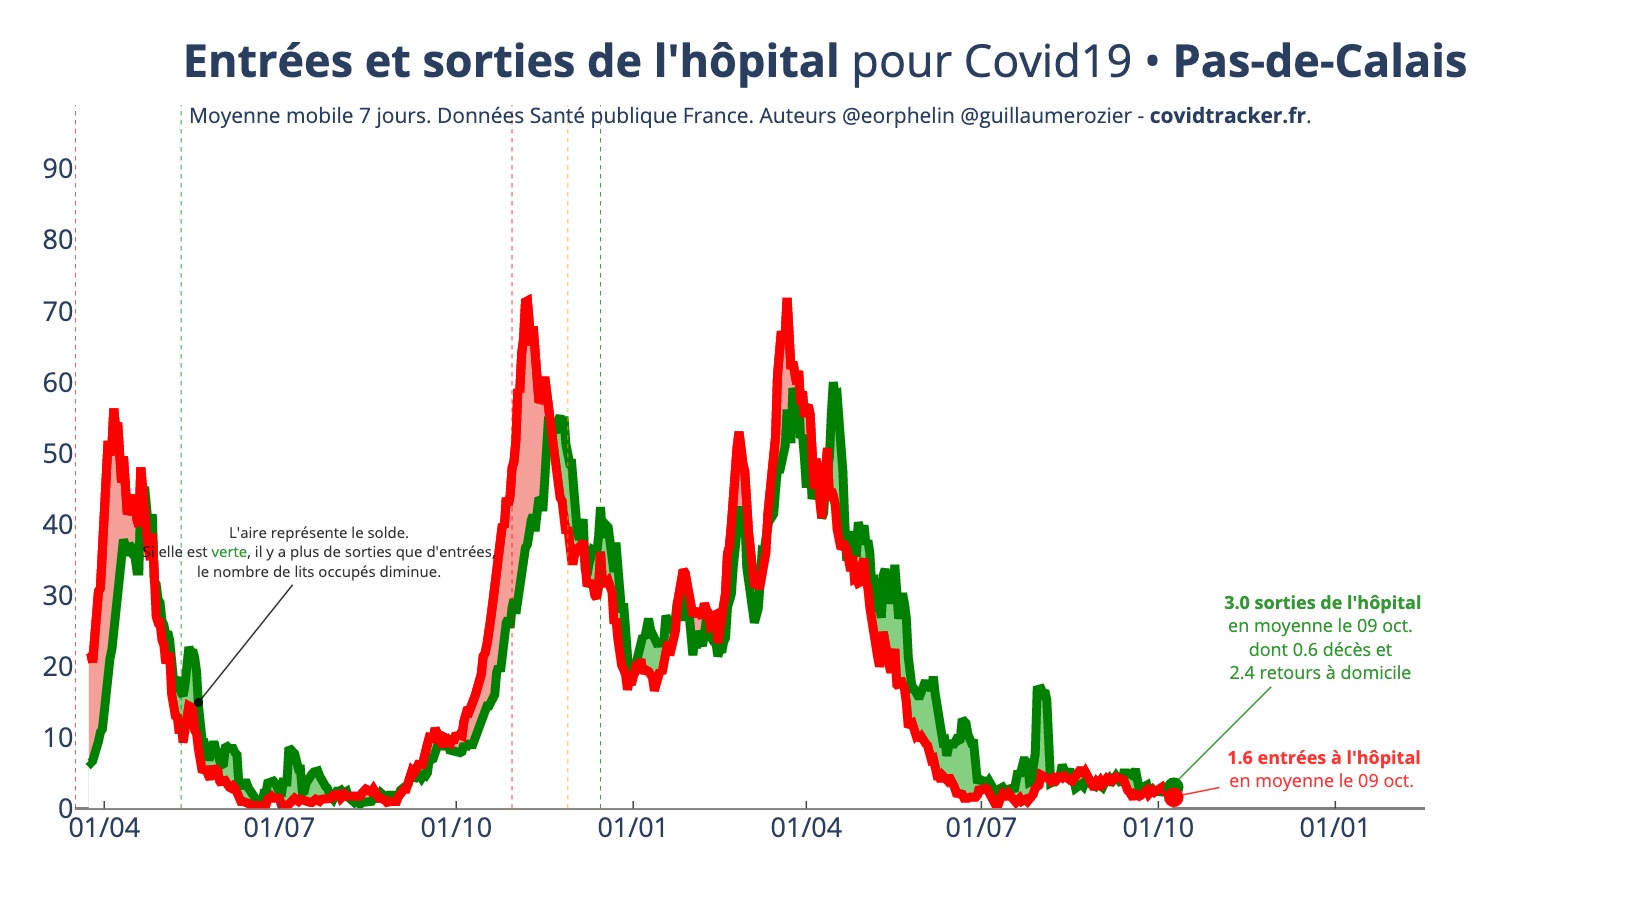 Entrées et sorties de l'hôpital pour Covid19 • Pas-de-Calais
Moyenne mobile 7 jours. Données Santé publique France. Auteurs @eorphelin @guillaumerozier - covidtracker.fr.
90
80
70
60
50
40
30
20
10
0
L'aire représente le solde.
Si elle est verte, il y a plus de sorties que d'entrées,
le nombre de lits occupés diminue.
3.0 sorties de l'hôpital
en moyenne le 09 oct.
dont 0.6 décès et
2.4 retours à domicile
1.6 entrées à l'hôpital
en moyenne le 09 oct.
01/04 01/07 01/10 01/01 01/04 01/07 01/10 01/01